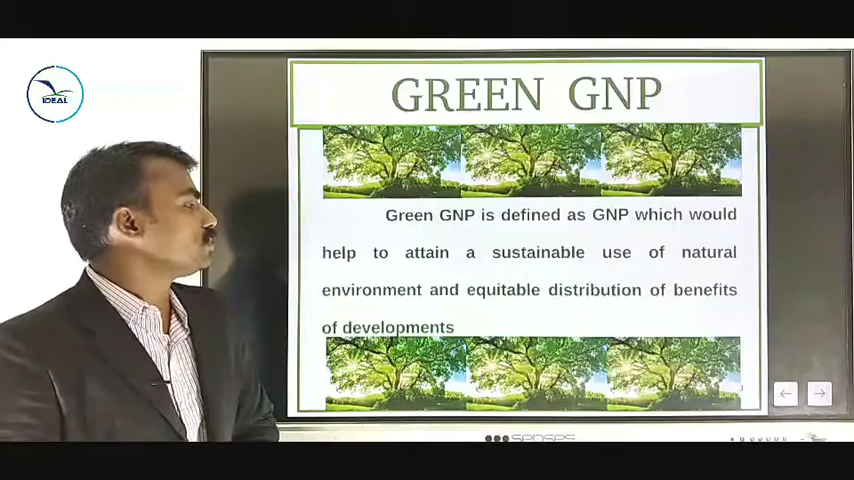 IDEAL
GREEN GNP
Green GNP is defined as GNP which would
help to attain a sustainable use of natural
environment and equitable distribution of benefits
of developments
SENSES